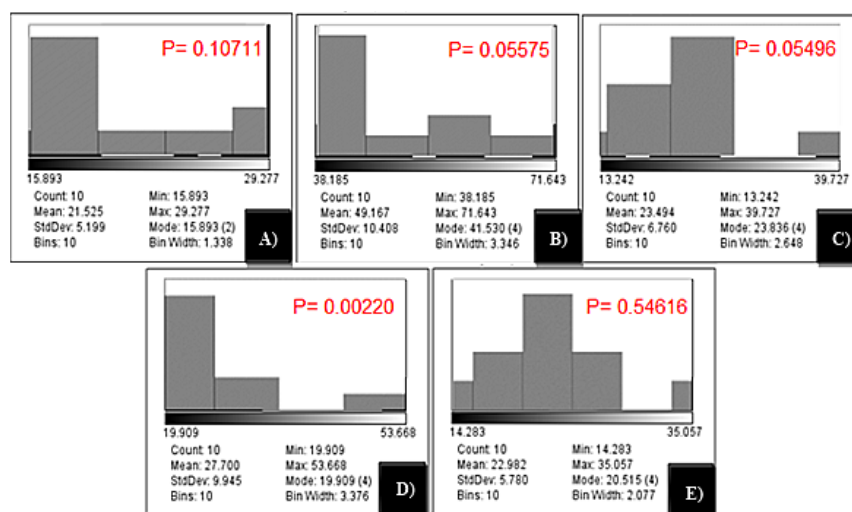 P= 0.10711
15.893 29.277
Count: 10 Min: 15.893
Mean: 21.525 Max: 29.277
StdDev: 5.199 Mode: 15.893 (2)
Bins: 10 Bin Width: 1.338
A)
P= 0.05575
38.185 71.643
Count: 10 Min: 38.185
Mean: 49.167 Max: 71.643
StdDev: 10.408 Mode: 41.530 (4)
Bins: 10 Bin Width: 3.346
B)
P= 0.05496
13.242 39.727
Count: 10 Min: 13.242
Mean: 23.494 Max: 39.727
StdDev: 6.760 Mode: 23.836 (4)
Bins: 10 Bin Width: 2.648
C)
P= 0.00220
19.909 53.668
Count: 10 Min: 19.909
Mean: 27.700 Max: 53.668
StdDev: 9.945 Mode: 19.909 (4)
Bins: 10 Bin Width: 3.376
D)
P= 0.54616
14.283 35.057
Count: 10 Min: 14.283
Mean: 22.982 Max: 35.057
StdDev: 5.780 Mode: 20.515 (4)
Bins: 10 Bin Width: 2.077
E)